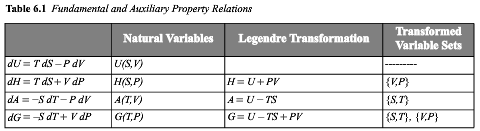 Table 6.1 Fundamental and Auxiliary Property Relations
Natural Variables Legendre Transformation Transformed Variable Sets
dU = T dS – P dV U(S,V) ---------
dH = T dS + V dP H(S,P) H = U + PV {V,P}
dA = –S dT – P dV A(T,V) A = U – TS {S,T}
dG = –S dT + V dP G(T,P) G = U – TS + PV {S,T}, {V,P}